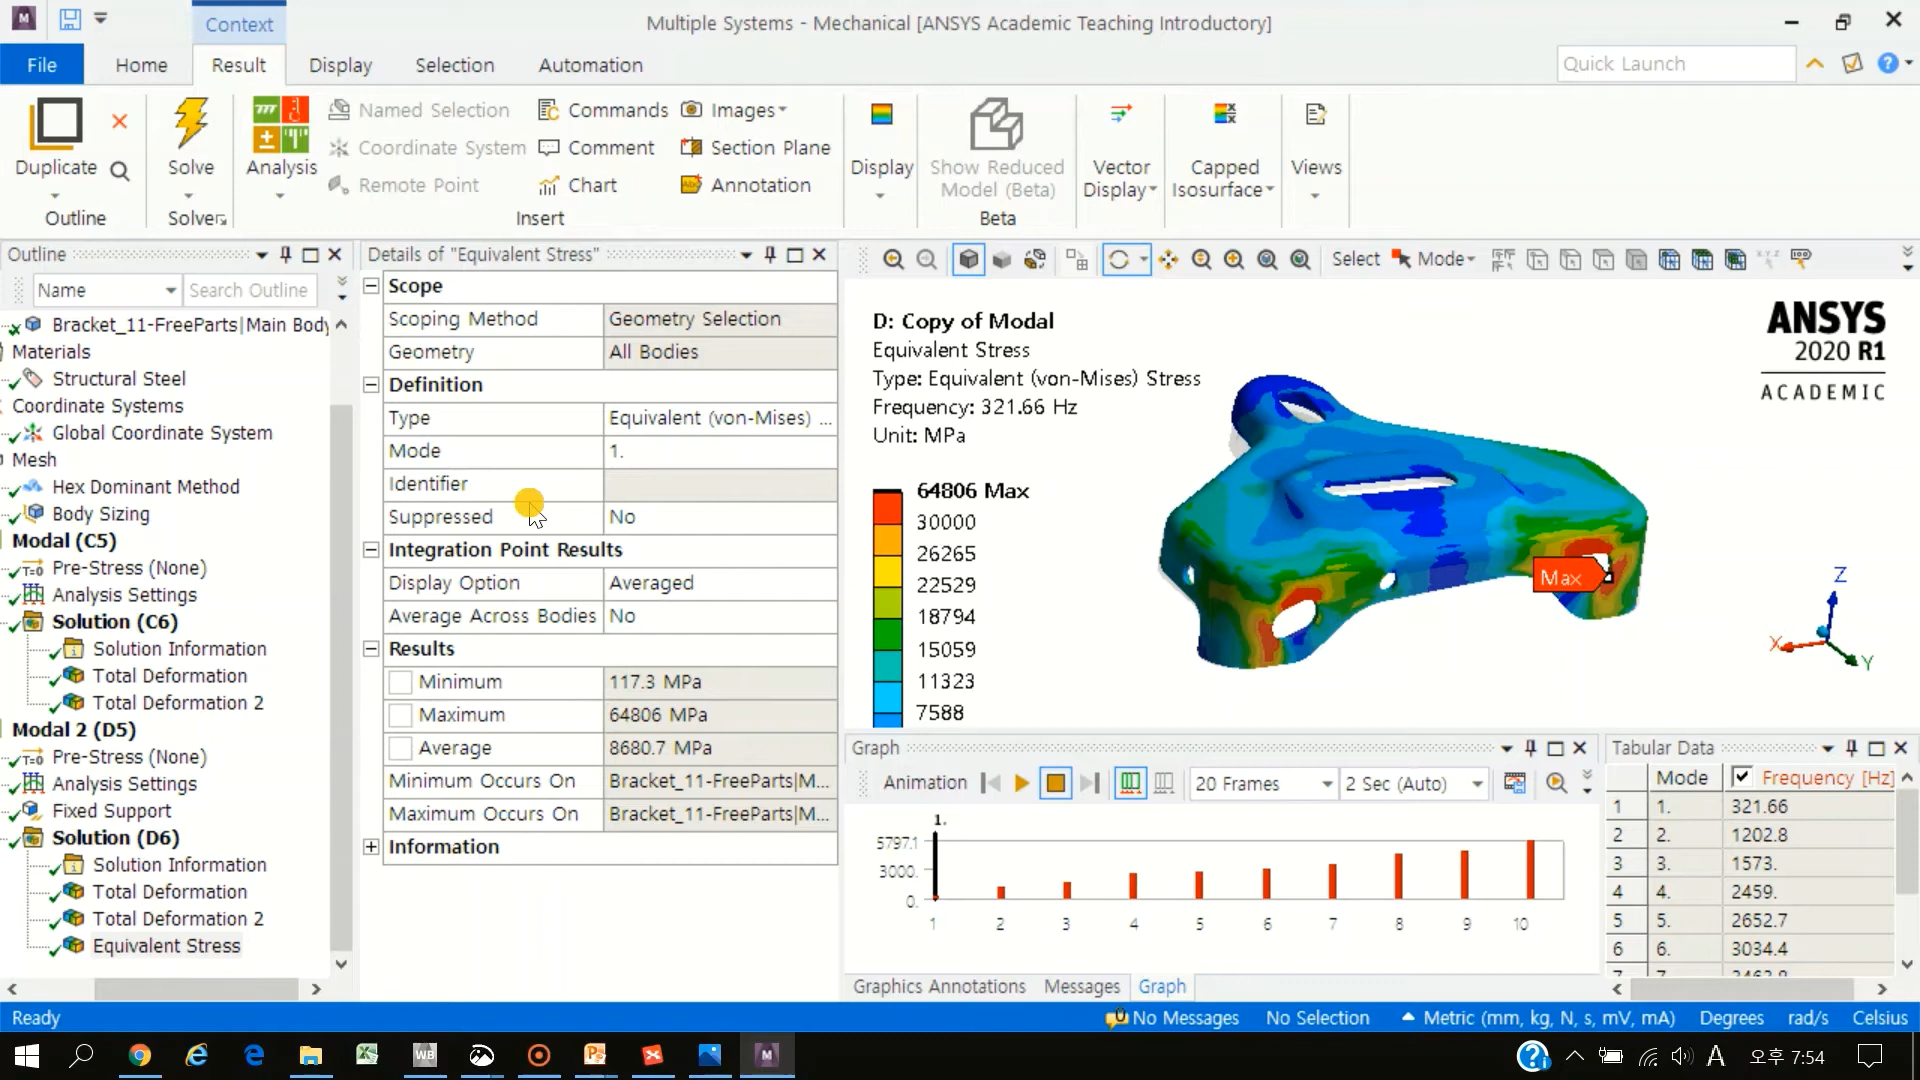 M
Context
Multiple Systems - Mechanical [ANSYS Academic Teaching Introductory]
File
Home
Result
Display
Selection
Automation
Quick Launch
Duplicate
Outline
Solve
Solver
Analysis
Named Selection
Coordinate System
Remote Point
Commands
Comment
Chart
Images
Section Plane
Annotation
Insert
Display
Show Reduced
Model (Beta)
Beta
Vector
Display
Capped
Isosurface
Views
Outline
Name
Search Outline
Bracket_11-FreeParts|Main Body
Materials
Structural Steel
Coordinate Systems
Global Coordinate System
Mesh
Hex Dominant Method
Body Sizing
Modal (C5)
Pre-Stress (None)
Analysis Settings
Solution (C6)
Solution Information
Total Deformation
Total Deformation 2
Modal 2 (D5)
Pre-Stress (None)
Analysis Settings
Fixed Support
Solution (D6)
Solution Information
Total Deformation
Total Deformation 2
Equivalent Stress
Details of "Equivalent Stress"
Scope
Scoping Method Geometry Selection
Geometry All Bodies
Definition
Type Equivalent (von-Mises) ...
Mode 1.
Identifier
Suppressed No
Integration Point Results
Display Option Averaged
Average Across Bodies No
Results
Minimum 117.3 MPa
Maximum 64806 MPa
Average 8680.7 MPa
Minimum Occurs On Bracket_11-FreeParts|M...
Maximum Occurs On Bracket_11-FreeParts|M...
Information
Select
Mode
D: Copy of Modal
Equivalent Stress
Type: Equivalent (von-Mises) Stress
Frequency: 321.66 Hz
Unit: MPa
64806 Max
30000
26265
22529
18794
15059
11323
7588
Max
ANSYS
2020 R1
ACADEMIC
Z
X
Y
Graph
Animation
20 Frames
2 Sec (Auto)
1.
5797.1
3000.
0.
1 2 3 4 5 6 7 8 9 10
Graphics Annotations Messages Graph
Tabular Data
Mode Frequency [Hz]
1 1. 321.66
2 2. 1202.8
3 3. 1573.
4 4. 2459.
5 5. 2652.7
6 6. 3034.4
Ready
No Messages
No Selection
Metric (mm, kg, N, s, mV, mA)
Degrees
rad/s
Celsius
WB
M
A
오후 7:54